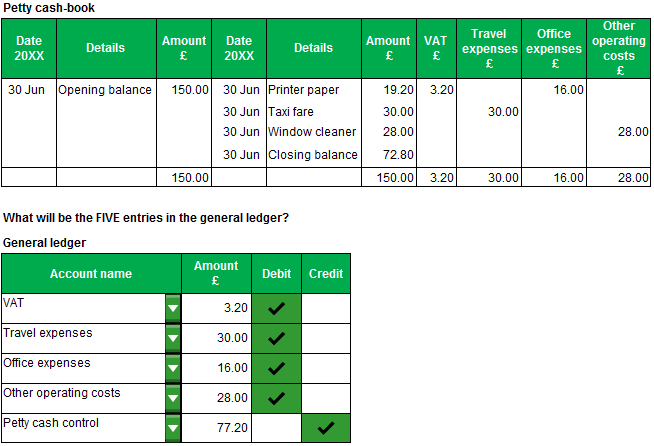 Petty cash-book
Date 20XX Details Amount £ Date 20XX Details Amount £ VAT £ Travel expenses £ Office expenses £ Other operating costs £
30 Jun Opening balance 150.00 30 Jun Printer paper 19.20 3.20 16.00
30 Jun Taxi fare 30.00 30.00
30 Jun Window cleaner 28.00 28.00
30 Jun Closing balance 72.80
150.00 150.00 3.20 30.00 16.00 28.00
What will be the FIVE entries in the general ledger?
General ledger
Account name Amount £ Debit Credit
VAT 3.20
Travel expenses 30.00
Office expenses 16.00
Other operating costs 28.00
Petty cash control 77.20